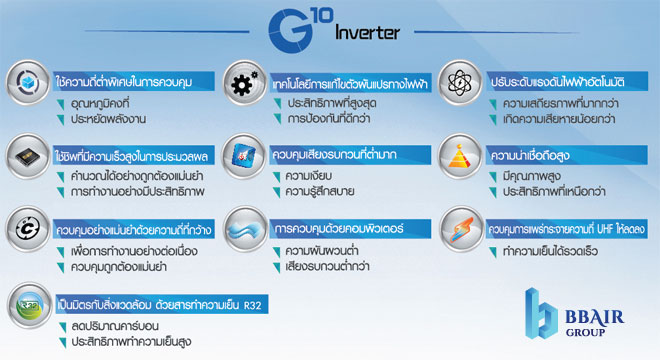 G10 Inverter
ใช้ความถี่ต่ำพิเศษในการควบคุม
อุณหภูมิคงที่
ประหยัดพลังงาน
เทคโนโลยีการแก้ไขตัวผันแปรทางไฟฟ้า
ประสิทธิภาพที่สูงสุด
การป้องกันที่ดีกว่า
ปรับระดับแรงดันไฟฟ้าอัตโนมัติ
ความเสถียรภาพที่มากกว่า
เกิดความเสียหายน้อยกว่า
ใช้ชิพที่มีความเร็วสูงในการประมวลผล
คำนวณได้อย่างถูกต้องแม่นยำ
การทำงานอย่างมีประสิทธิภาพ
ควบคุมเสียงรบกวนที่ต่ำมาก
ความเงียบ
ความรู้สึกสบาย
ความน่าเชื่อถือสูง
มีคุณภาพสูง
ประสิทธิภาพที่เหนือกว่า
ควบคุมอย่างแม่นยำด้วยความถี่ที่กว้าง
เพื่อการทำงานอย่างต่อเนื่อง
ควบคุมถูกต้องแม่นยำ
การควบคุมด้วยคอมพิวเตอร์
ความผันผวนต่ำ
เสียงรบกวนต่ำกว่า
ควบคุมการแพร่กระจายความถี่ UHF ให้ลดลง
ทำความเย็นได้รวดเร็ว
R32
เป็นมิตรกับสิ่งแวดล้อม ด้วยสารทำความเย็น R32
ลดปริมาณคาร์บอน
ประสิทธิภาพทำความเย็นสูง
BBAIR
GROUP